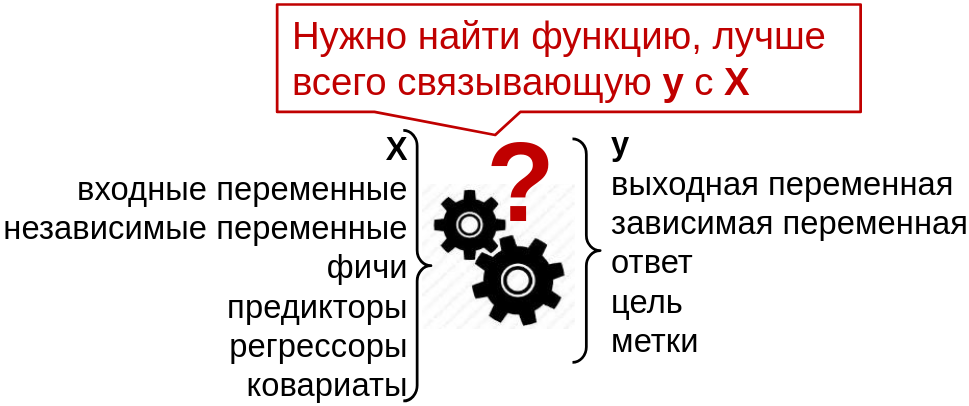 Нужно найти функцию, лучше
всего связывающую y с X
X
входные переменные
независимые переменные
фичи
предикторы
регрессоры
ковариаты
?
y
выходная переменная
зависимая переменная
ответ
цель
метки